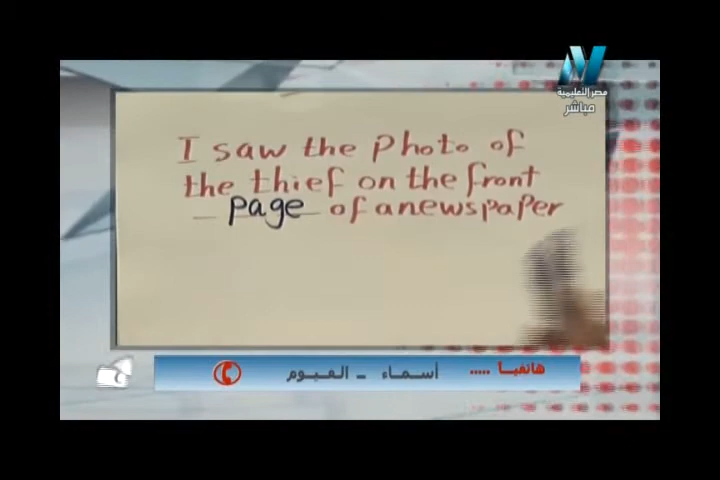 مصر التعليمية
مباشر
I saw the photo of
the thief on the front
page of anewspaper
هاتفيا ..... أسماء - الفيوم